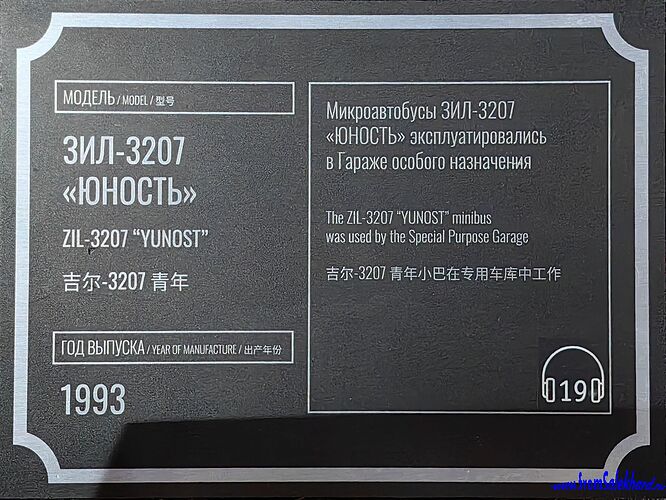 МОДЕЛЬ / MODEL / 型号
ЗИЛ-3207
«ЮНОСТЬ»
ZIL-3207 “YUNOST”
吉尔-3207 青年
ГОД ВЫПУСКА / YEAR OF MANUFACTURE / 出产年份
1993
Микроавтобусы ЗИЛ-3207
«ЮНОСТЬ» эксплуатировались
в Гараже особого назначения
The ZIL-3207 “YUNOST” minibus
was used by the Special Purpose Garage
吉尔-3207 青年小巴在专用车库中工作
019